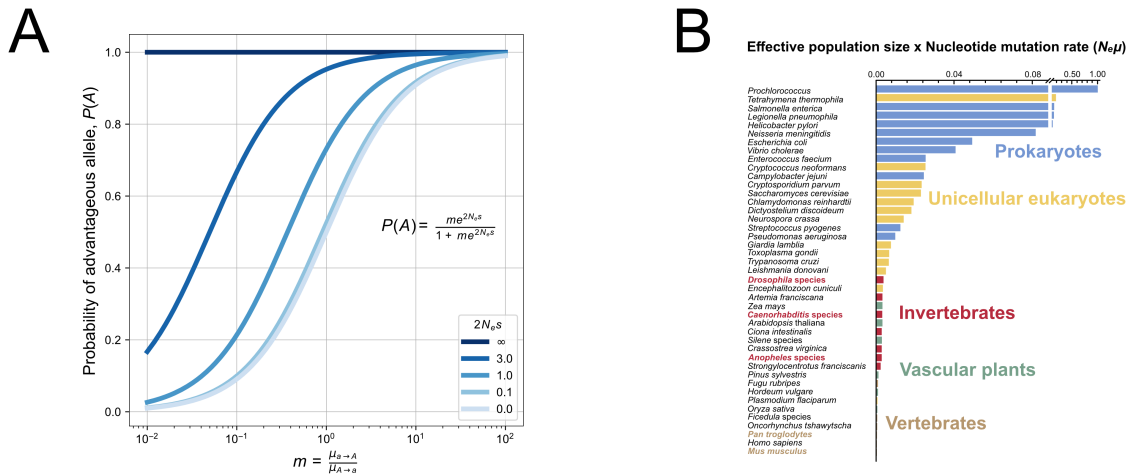 A
Probability of advantageous allele, P(A)
1.0
0.8
0.6
0.4
0.2
0.0
P(A) = me^{2N_e s} / 1 + me^{2N_e s}
2N_e s
∞
3.0
1.0
0.1
0.0
10^{-2}
10^{-1}
10^{0}
10^{1}
10^{2}
m = μ_{a→A} / μ_{A→a}
B
Effective population size x Nucleotide mutation rate (N_eμ)
0.00 0.04 0.08 0.50 1.00
Prochlorococcus
Tetrahymena thermophila
Salmonella enterica
Legionella pneumophila
Helicobacter pylori
Neisseria meningitidis
Escherichia coli
Vibrio cholerae
Enterococcus faecium
Cryptococcus neoformans
Campylobacter jejuni
Cryptosporidium parvum
Saccharomyces cerevisiae
Chlamydomonas reinhardtii
Dictyostelium discoideum
Neurospora crassa
Streptococcus pyogenes
Pseudomonas aeruginosa
Giardia lamblia
Toxoplasma gondii
Trypanosoma cruzi
Leishmania donovani
Drosophila species
Encephalitozoon cuniculi
Artemia franciscana
Zea mays
Caenorhabditis species
Arabidopsis thaliana
Ciona intestinalis
Silene species
Crassostrea virginica
Anopheles species
Strongylocentrotus franciscanis
Pinus sylvestris
Fugu rubripes
Hordeum vulgare
Plasmodium flaciparum
Oryza sativa
Ficedula species
Oncorhynchus tshawytscha
Pan troglodytes
Homo sapiens
Mus musculus
Prokaryotes
Unicellular eukaryotes
Invertebrates
Vascular plants
Vertebrates